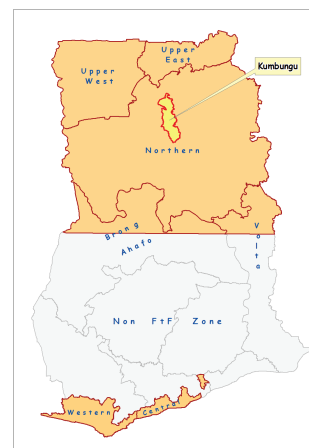 Upper
East
Kumbungu
Upper
West
Northern
Brong
Ahafo
Volta
Non FtF Zone
Western
Central